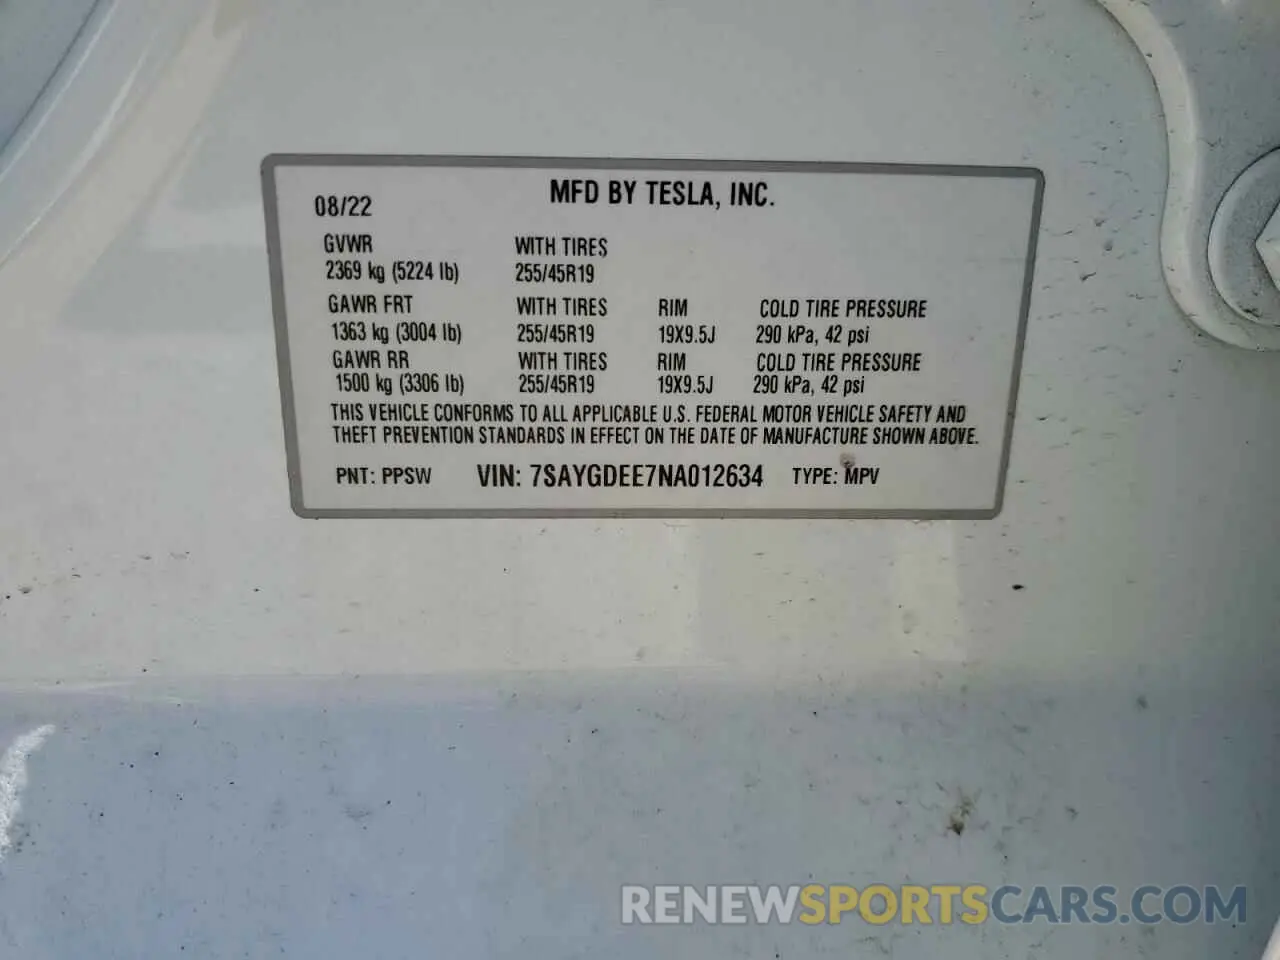 MFD BY TESLA, INC.
08/22
GVWR WITH TIRES
2369 kg (5224 lb) 255/45R19
GAWR FRT WITH TIRES RIM COLD TIRE PRESSURE
1363 kg (3004 lb) 255/45R19 19X9.5J 290 kPa, 42 psi
GAWR RR WITH TIRES RIM COLD TIRE PRESSURE
1500 kg (3306 lb) 255/45R19 19X9.5J 290 kPa, 42 psi
THIS VEHICLE CONFORMS TO ALL APPLICABLE U.S. FEDERAL MOTOR VEHICLE SAFETY AND
THEFT PREVENTION STANDARDS IN EFFECT ON THE DATE OF MANUFACTURE SHOWN ABOVE.
PNT: PPSW VIN: 7SAYGDEE7NA012634 TYPE: MPV
RENEWSPORTSCARS.COM